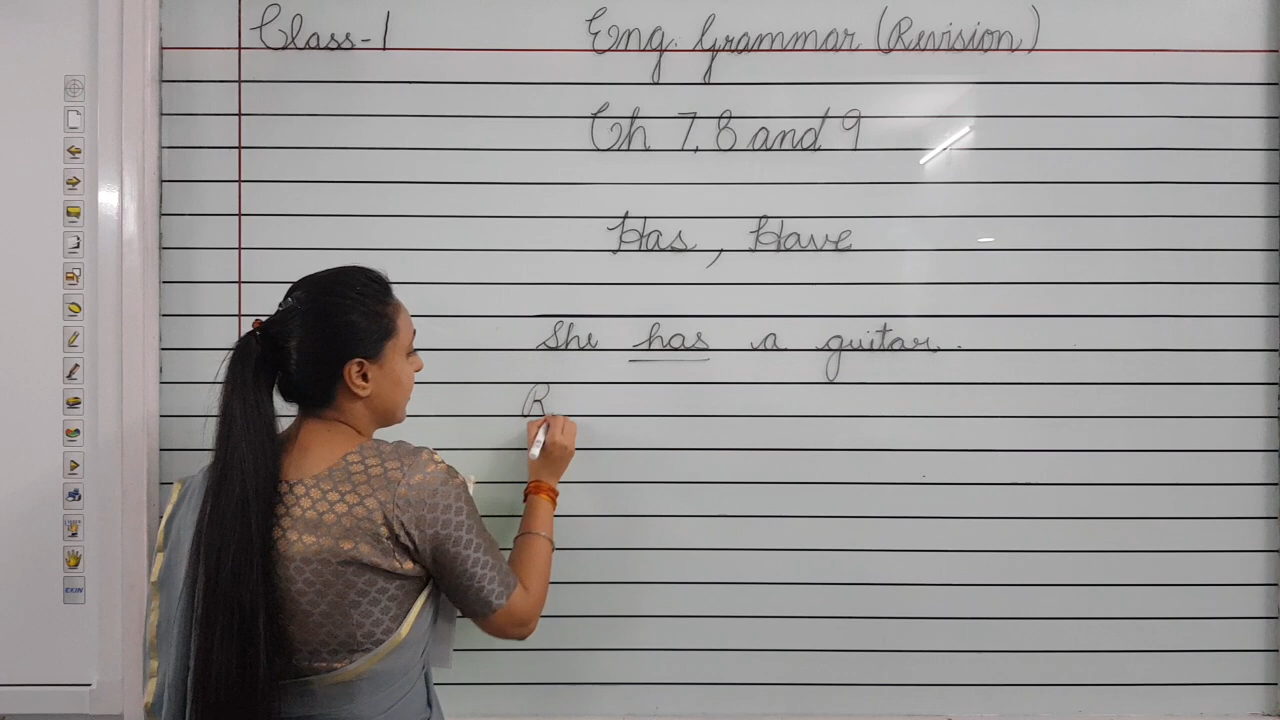 Class-1
Eng. Grammar (Revision)
Ch 7, 8 and 9
Has, Have
She has a guitar..
R